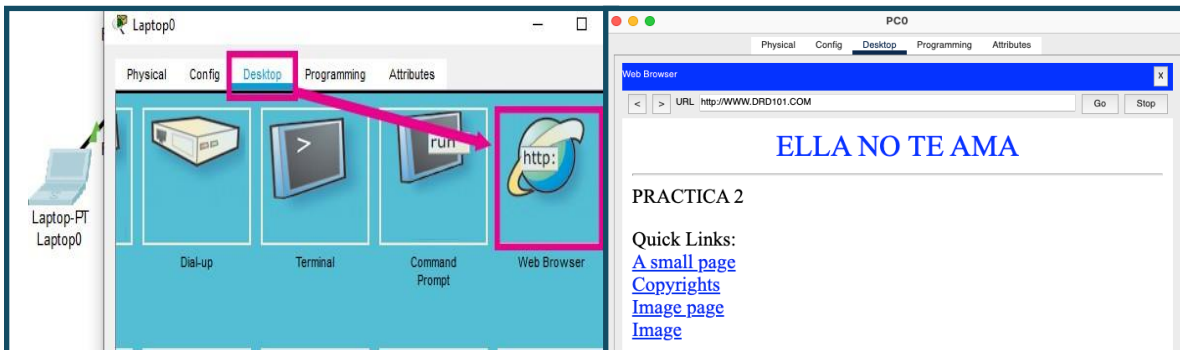 Laptop0
Physical Config Desktop Programming Attributes
>
run
http:
Laptop-PT
Laptop0
Dial-up
Terminal
Command
Prompt
Web Browser
PC0
Physical Config Desktop Programming Attributes
Web Browser
X
< > URL http://WWW.DRD101.COM Go Stop
ELLA NO TE AMA
PRACTICA 2
Quick Links:
A small page
Copyrights
Image page
Image